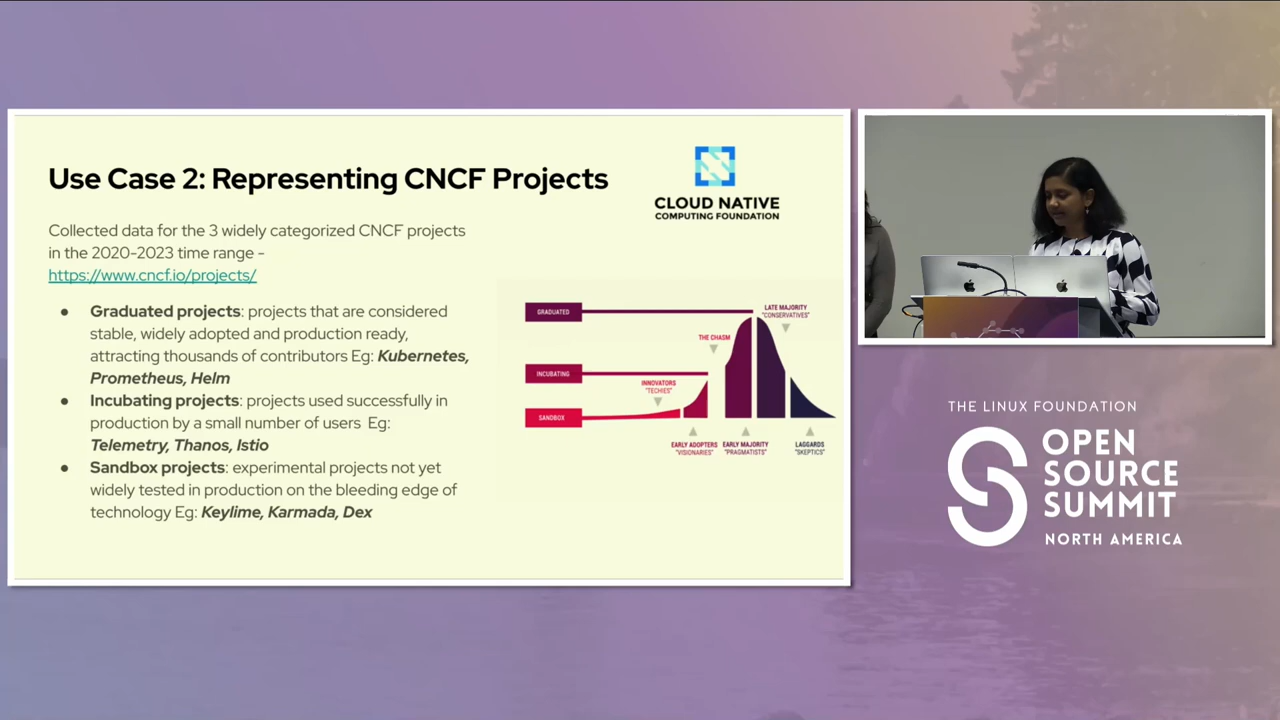 Use Case 2: Representing CNCF Projects
CLOUD NATIVE
COMPUTING FOUNDATION
Collected data for the 3 widely categorized CNCF projects
in the 2020-2023 time range -
https://www.cncf.io/projects/
● Graduated projects: projects that are considered
stable, widely adopted and production ready,
attracting thousands of contributors Eg: Kubernetes,
Prometheus, Helm
● Incubating projects: projects used successfully in
production by a small number of users Eg:
Telemetry, Thanos, Istio
● Sandbox projects: experimental projects not yet
widely tested in production on the bleeding edge of
technology Eg: Keylime, Karmada, Dex
GRADUATED
LATE MAJORITY
"CONSERVATIVES"
THE CHASM
INCUBATING
INNOVATORS
"TECHIES"
SANDBOX
EARLY ADOPTERS
"VISIONARIES"
EARLY MAJORITY
"PRAGMATISTS"
LAGGARDS
"SKEPTICS"
THE LINUX FOUNDATION
OPEN
SOURCE
SUMMIT
NORTH AMERICA